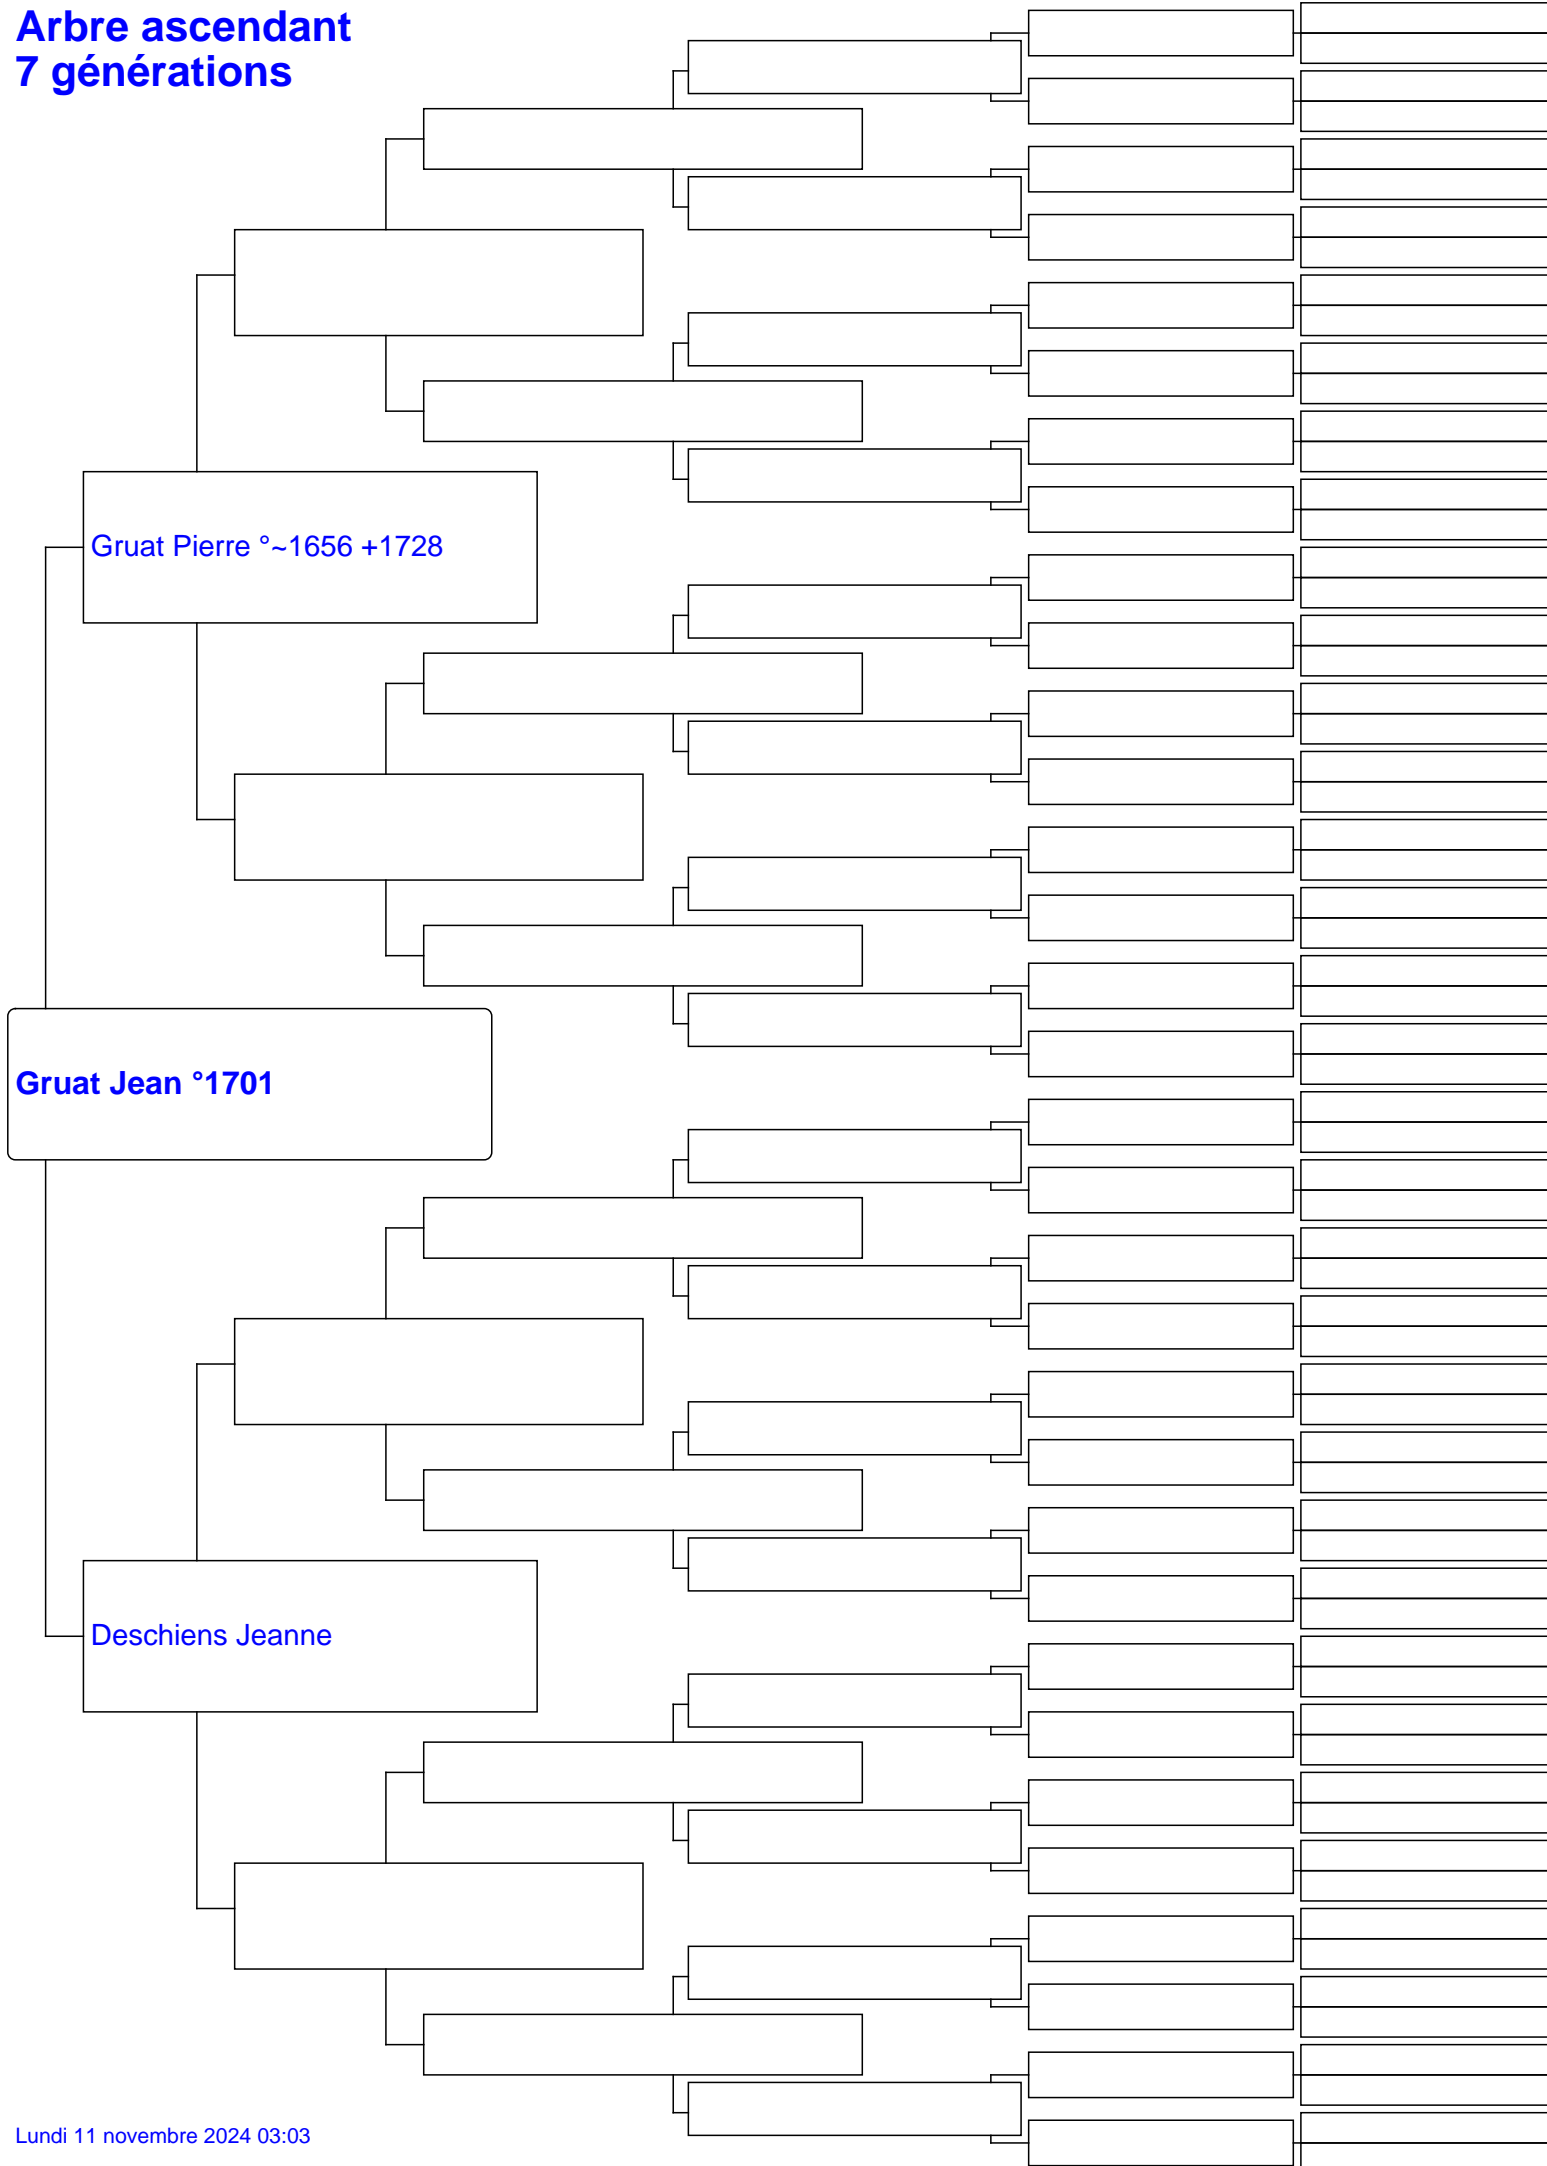 Arbre ascendant
7 générations
Gruat Pierre °~1656 +1728
Gruat Jean °1701
Deschiens Jeanne
Lundi 11 novembre 2024 03:03